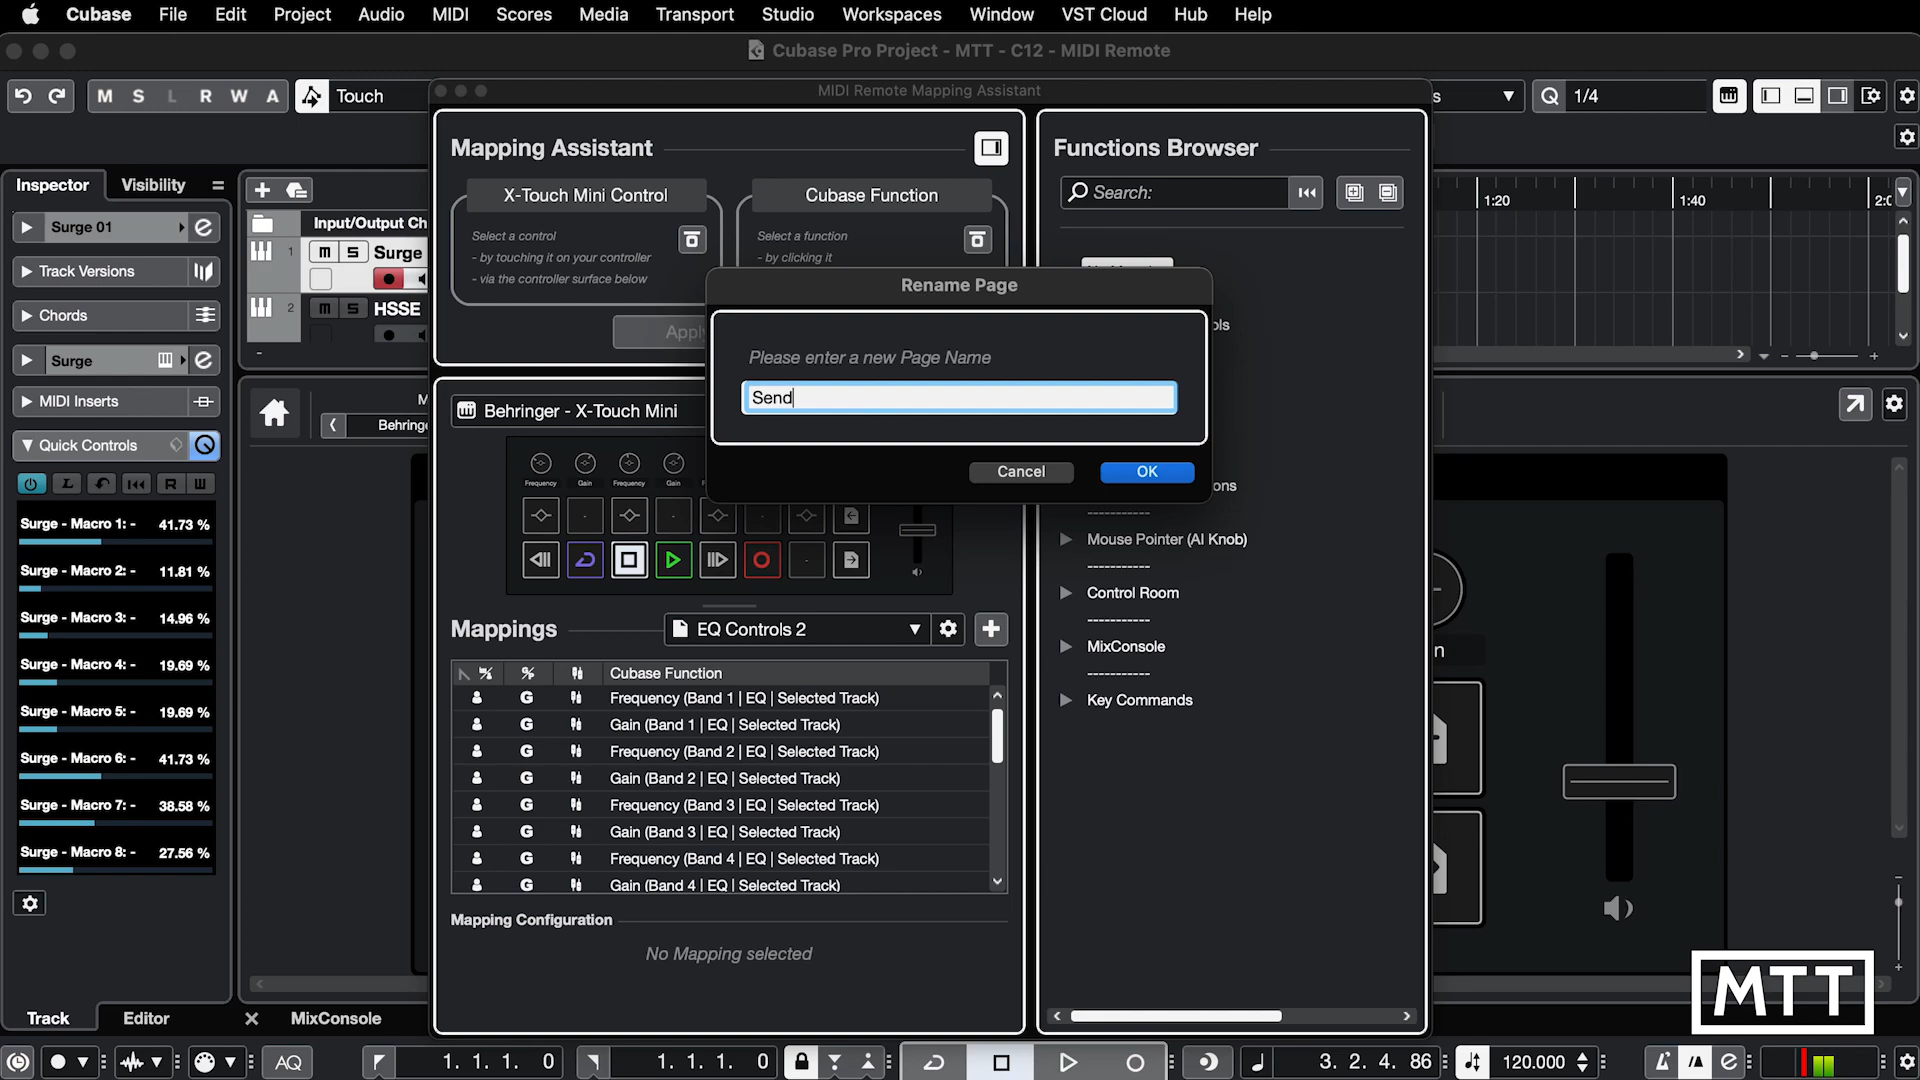 Cubase File Edit Project Audio MIDI Scores Media Transport Studio Workspaces Window VST Cloud Hub Help
Cubase Pro Project - MTT - C12 - MIDI Remote
M S L R W A Touch
MIDI Remote Mapping Assistant
s
1/4
Mapping Assistant
X-Touch Mini Control
Select a control
- by touching it on your controller
- via the controller surface below
Cubase Function
Select a function
- by clicking it
Functions Browser
Search:
Inspector Visibility
Surge 01
Track Versions
Chords
Surge
MIDI Inserts
Quick Controls
L R W
Surge - Macro 1: - 41.73 %
Surge - Macro 2: - 11.81 %
Surge - Macro 3: - 14.96 %
Surge - Macro 4: - 19.69 %
Surge - Macro 5: - 19.69 %
Surge - Macro 6: - 41.73 %
Surge - Macro 7: - 38.58 %
Surge - Macro 8: - 27.56 %
Input/Output Ch
1 m S Surge
2 m S HSSE
1:20 1:40 2:0
Rename Page
Please enter a new Page Name
Send
Cancel OK
ols
ons
M
Behringe
Behringer - X-Touch Mini
Frequency Gain Frequency Gain
Mappings
EQ Controls 2
Cubase Function
G Frequency (Band 1 | EQ | Selected Track)
G Gain (Band 1 | EQ | Selected Track)
G Frequency (Band 2 | EQ | Selected Track)
G Gain (Band 2 | EQ | Selected Track)
G Frequency (Band 3 | EQ | Selected Track)
G Gain (Band 3 | EQ | Selected Track)
G Frequency (Band 4 | EQ | Selected Track)
G Gain (Band 4 | EQ | Selected Track)
Mapping Configuration
No Mapping selected
-----------
Mouse Pointer (AI Knob)
-----------
Control Room
-----------
MixConsole
-----------
Key Commands
n
MTT
Track Editor MixConsole
AQ
1. 1. 1. 0
1. 1. 1. 0
3. 2. 4. 86
120.000